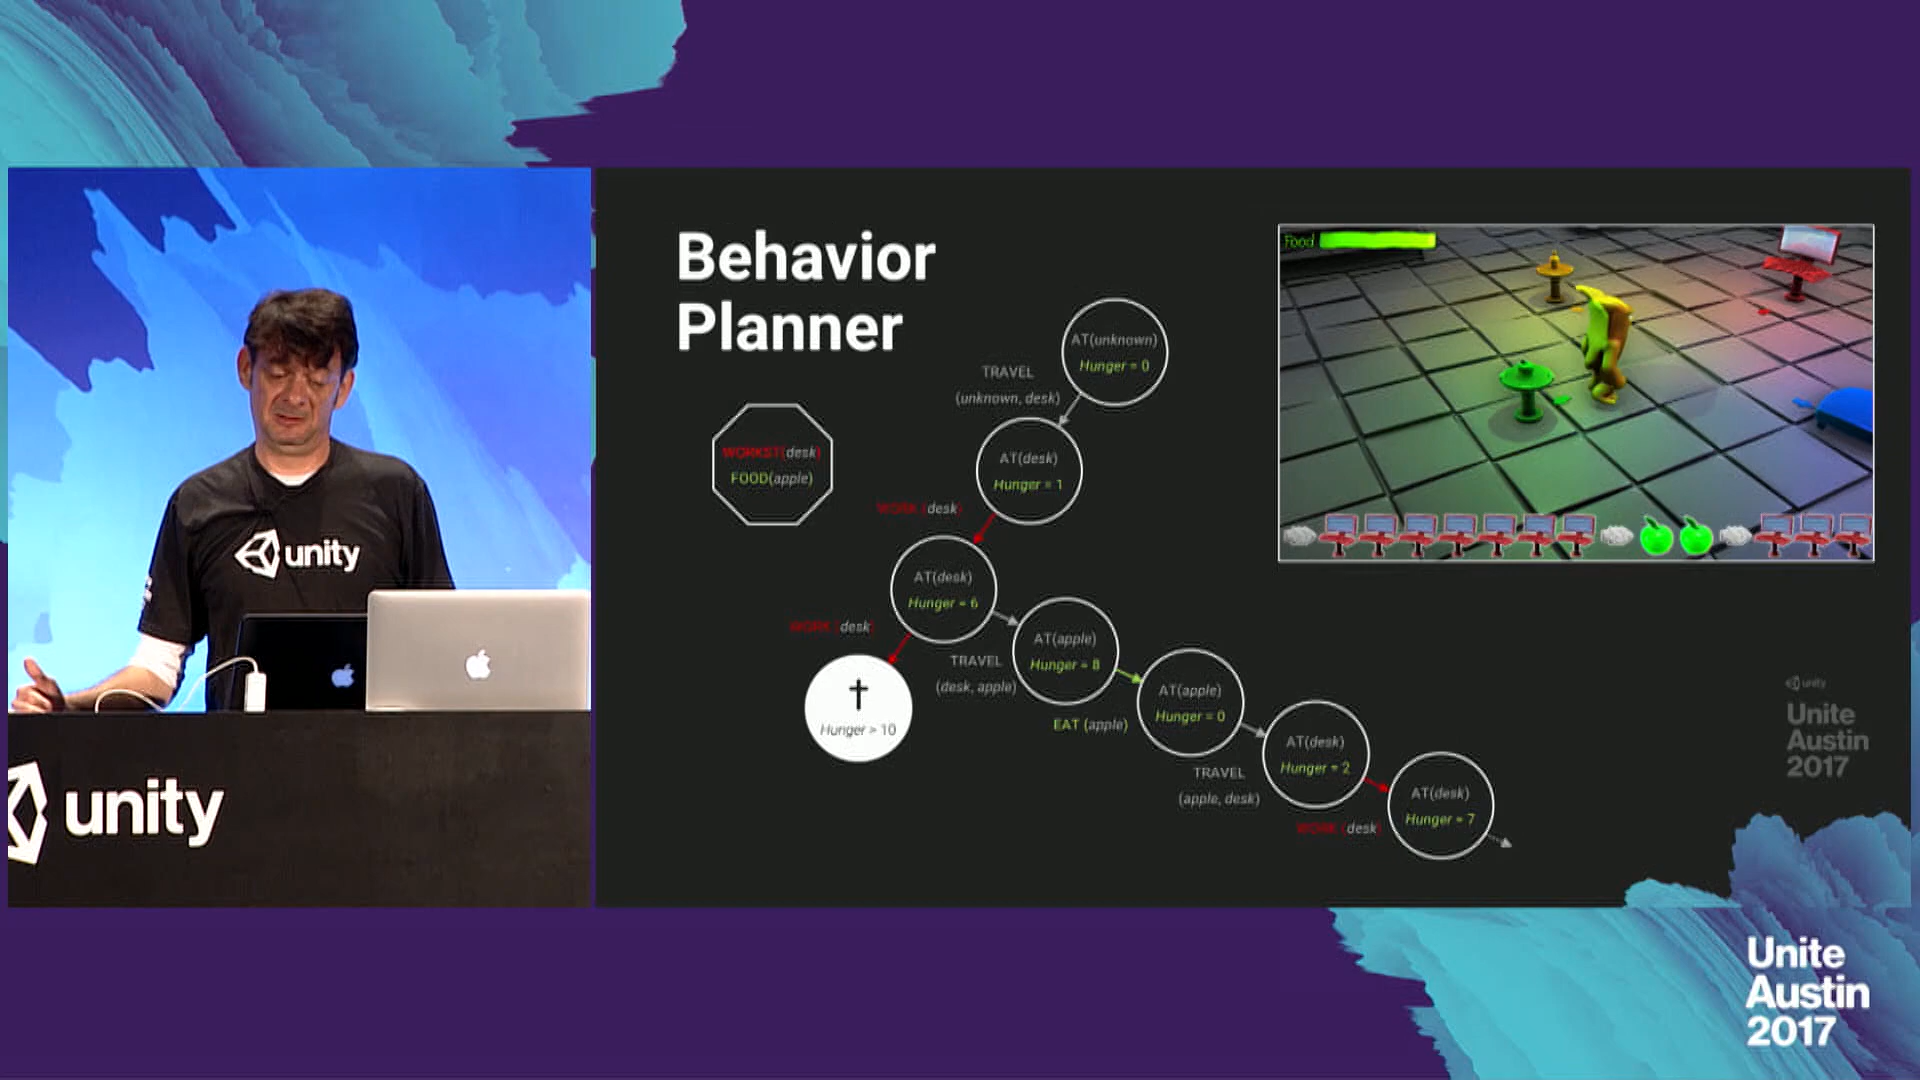 unity
unity
Behavior
Planner
WORKST(desk)
FOOD(apple)
AT(unknown)
Hunger = 0
TRAVEL
(unknown, desk)
AT(desk)
Hunger = 1
WORK (desk)
AT(desk)
Hunger = 6
WORK (desk)
†
Hunger > 10
TRAVEL
(desk, apple)
AT(apple)
Hunger = 8
EAT (apple)
AT(apple)
Hunger = 0
TRAVEL
(apple, desk)
AT(desk)
Hunger = 2
WORK (desk)
AT(desk)
Hunger = 7
Food
unity
Unite
Austin
2017
Unite
Austin
2017